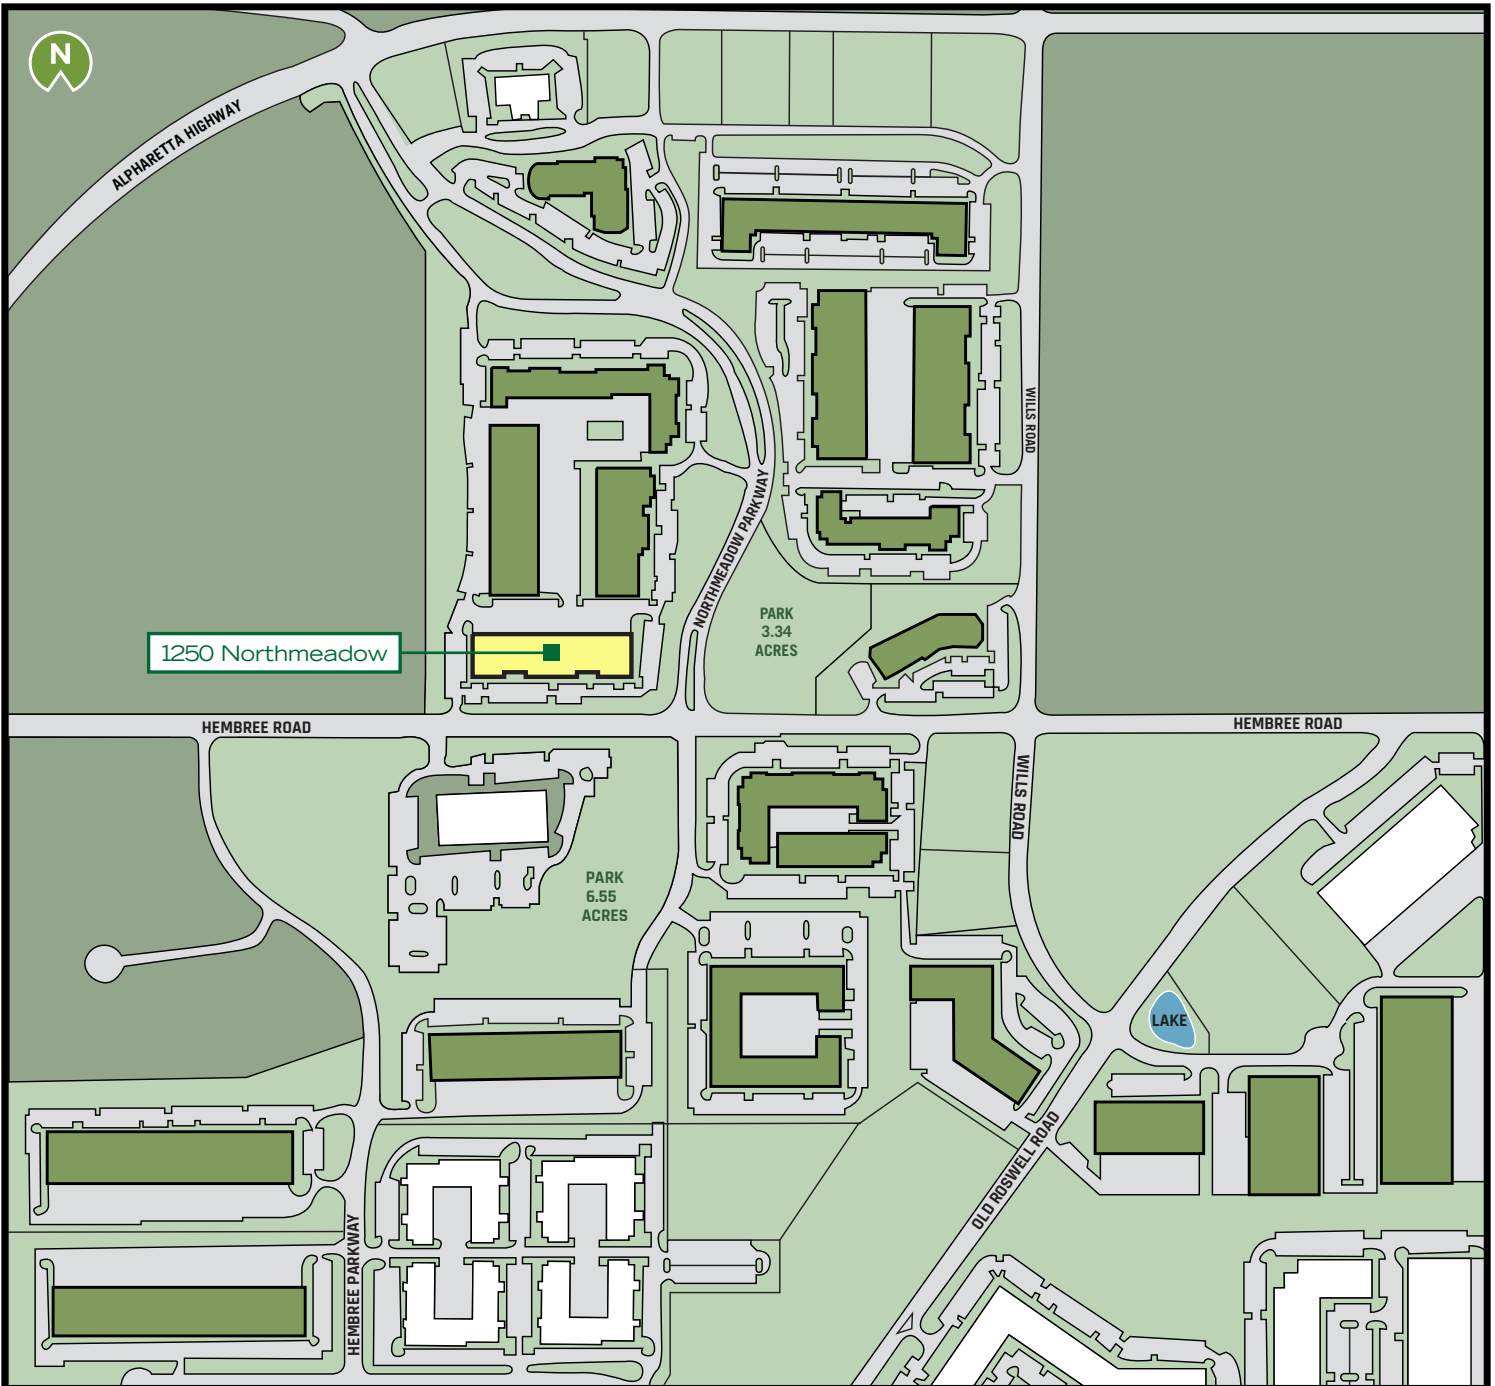 N
ALPHARETTA HIGHWAY
WILLS ROAD
NORTHMEADOW PARKWAY
PARK
3.34
ACRES
1250 Northmeadow
HEMBREE ROAD
HEMBREE ROAD
WILLS ROAD
PARK
6.55
ACRES
LAKE
OLD ROSWELL ROAD
HEMBREE PARKWAY